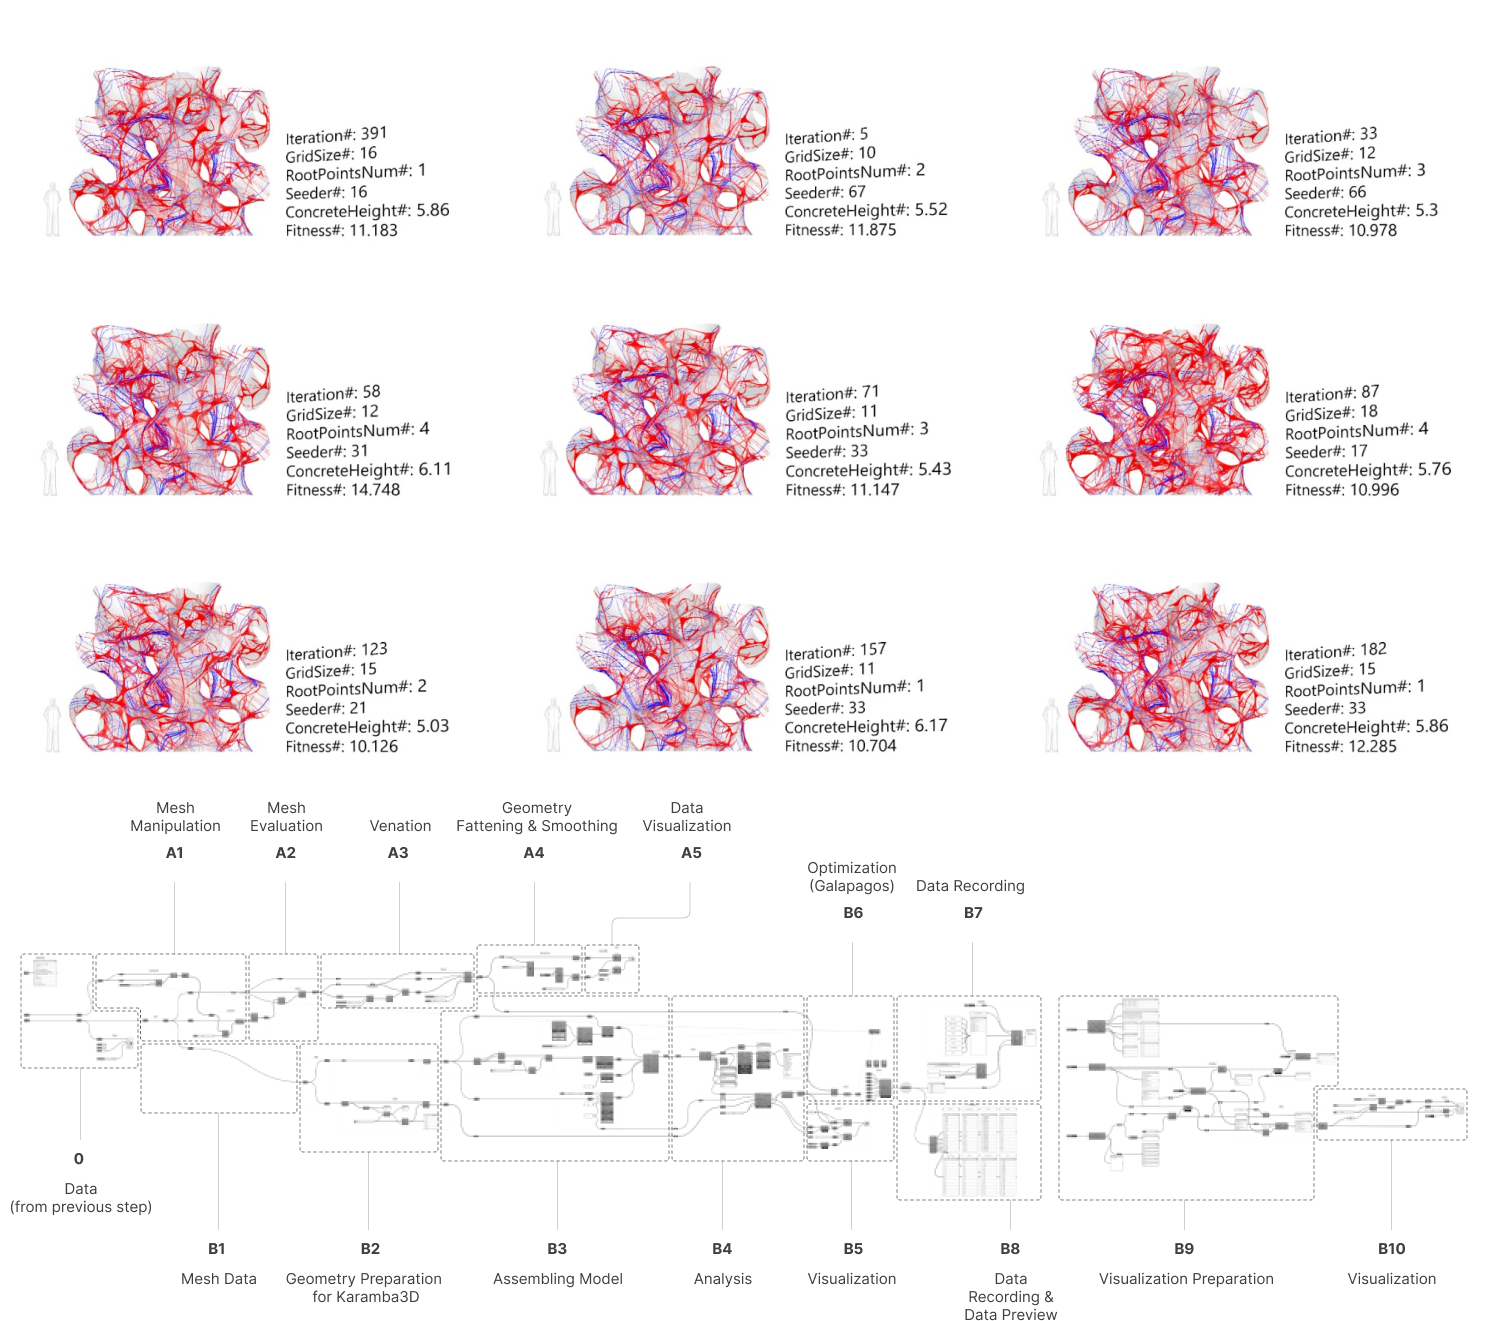 Iteration#: 391
GridSize#: 16
RootPointsNum#: 1
Seeder#: 16
ConcreteHeight#: 5.86
Fitness#: 11.183
Iteration#: 5
GridSize#: 10
RootPointsNum#: 2
Seeder#: 67
ConcreteHeight#: 5.52
Fitness#: 11.875
Iteration#: 33
GridSize#: 12
RootPointsNum#: 3
Seeder#: 66
ConcreteHeight#: 5.3
Fitness#: 10.978
Iteration#: 58
GridSize#: 12
RootPointsNum#: 4
Seeder#: 31
ConcreteHeight#: 6.11
Fitness#: 14.748
Iteration#: 71
GridSize#: 11
RootPointsNum#: 3
Seeder#: 33
ConcreteHeight#: 5.43
Fitness#: 11.147
Iteration#: 87
GridSize#: 18
RootPointsNum#: 4
Seeder#: 17
ConcreteHeight#: 5.76
Fitness#: 10.996
Iteration#: 123
GridSize#: 15
RootPointsNum#: 2
Seeder#: 21
ConcreteHeight#: 5.03
Fitness#: 10.126
Iteration#: 157
GridSize#: 11
RootPointsNum#: 1
Seeder#: 33
ConcreteHeight#: 6.17
Fitness#: 10.704
Iteration#: 182
GridSize#: 15
RootPointsNum#: 1
Seeder#: 33
ConcreteHeight#: 5.86
Fitness#: 12.285
Mesh
Manipulation
A1
Mesh
Evaluation
A2
Venation
A3
Geometry
Fattening & Smoothing
A4
Data
Visualization
A5
Optimization
(Galapagos)
B6
Data Recording
B7
0
Data
(from previous step)
B1
Mesh Data
B2
Geometry Preparation
for Karamba3D
B3
Assembling Model
B4
Analysis
B5
Visualization
B8
Data
Recording &
Data Preview
B9
Visualization Preparation
B10
Visualization